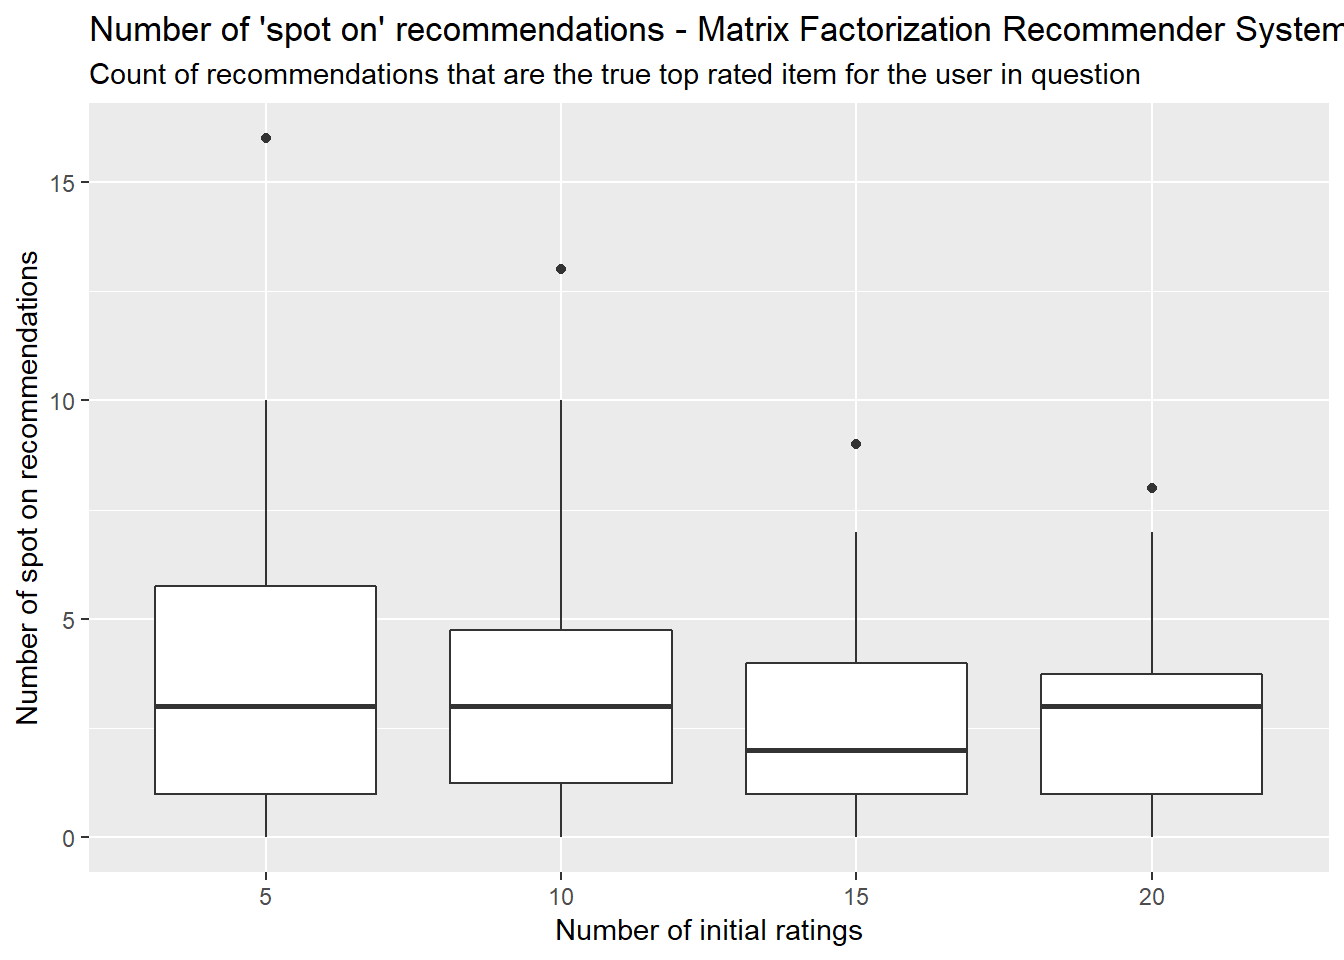 Number of 'spot on' recommendations - Matrix Factorization Recommender System
Count of recommendations that are the true top rated item for the user in question
Number of spot on recommendations
15
10
5
0
5
10
15
20
Number of initial ratings